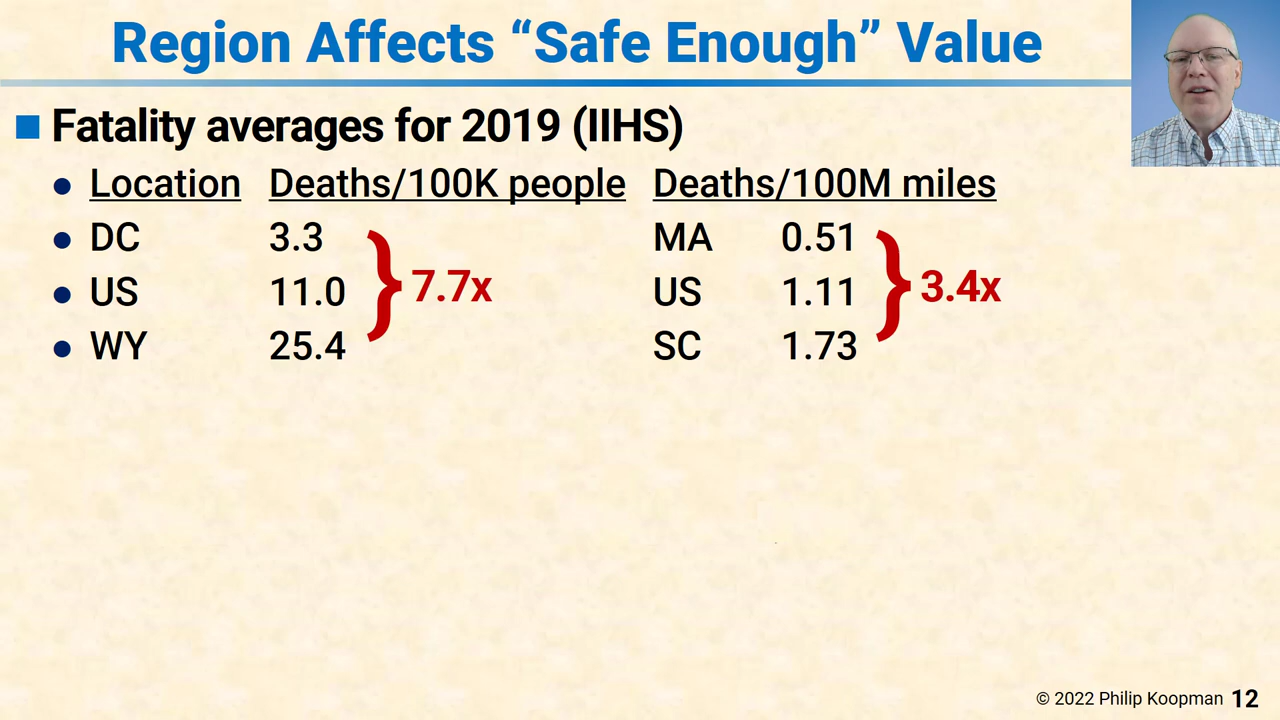 Region Affects “Safe Enough” Value
Fatality averages for 2019 (IIHS)
Location Deaths/100K people Deaths/100M miles
DC 3.3 MA 0.51
US 11.0 7.7x US 1.11 3.4x
WY 25.4 SC 1.73
© 2022 Philip Koopman 12